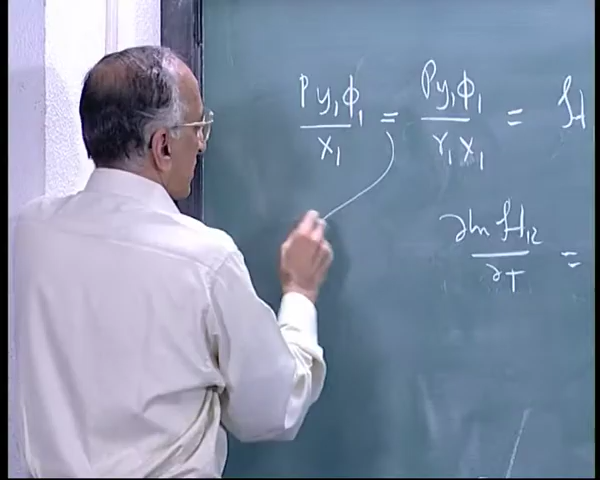 Py₁ϕ₁/x₁ = Py₁ϕ₁/γ₁x₁ = H
∂ln H₁₂/∂T =